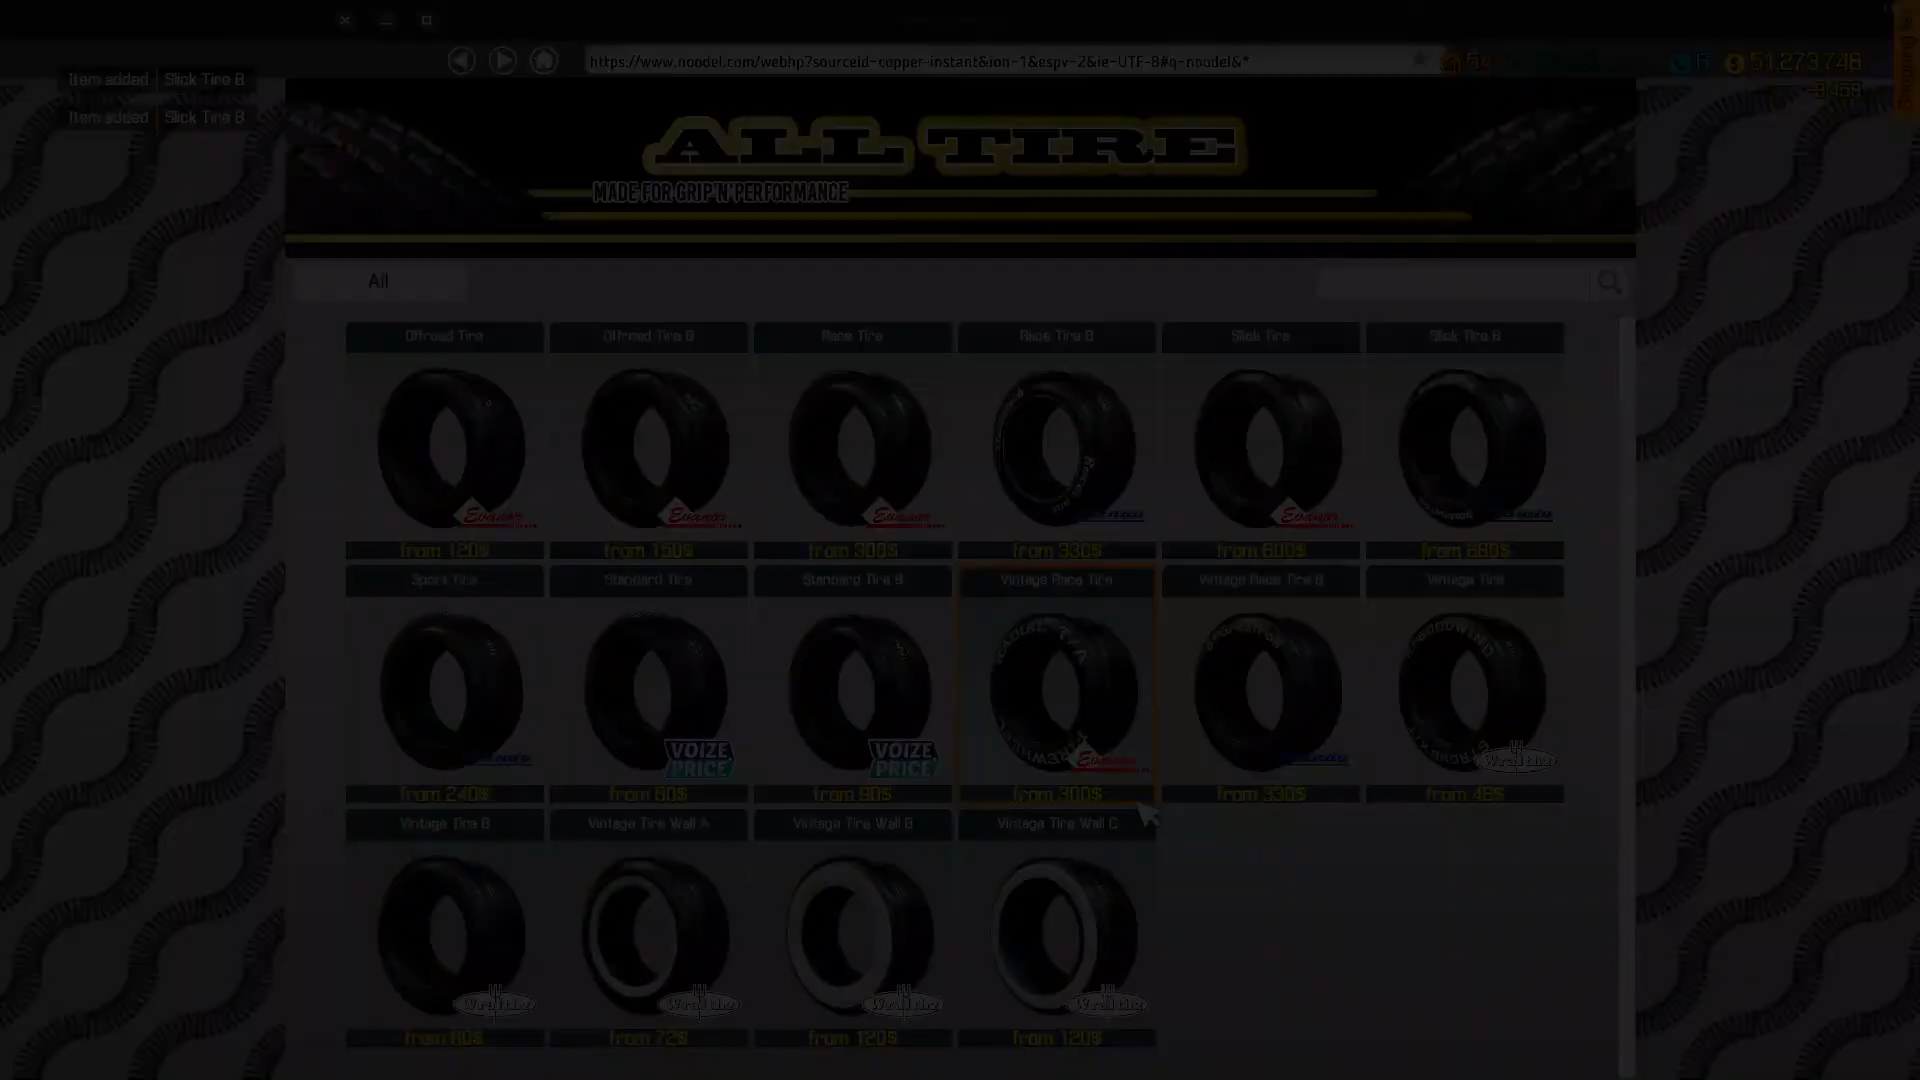 https://www.noodel.com/webhp?sourceid-copper-instant&ion-1&espv-2&ie-UTF-8#q-noodel&*
51,273,748
Item added | Slick Tire B
Item added | Slick Tire B
ALL TIRE
MADE FOR GRIP'N'PERFORMANCE
All
Offroad Tire
Offroad Tire B
Race Tire
Race Tire B
Slick Tire
Slick Tire B
from 120$
from 150$
from 300$
from 330$
from 600$
from 660$
Sport Tire
Standard Tire
Standard Tire B
Vintage Race Tire
Vintage Race Tire B
Vintage Tire
VOIZE PRICE
VOIZE PRICE
from 240$
from 60$
from 90$
from 300$
from 330$
from 48$
Vintage Tire B
Vintage Tire Wall A
Vintage Tire Wall B
Vintage Tire Wall C
from 60$
from 72$
from 120$
from 120$